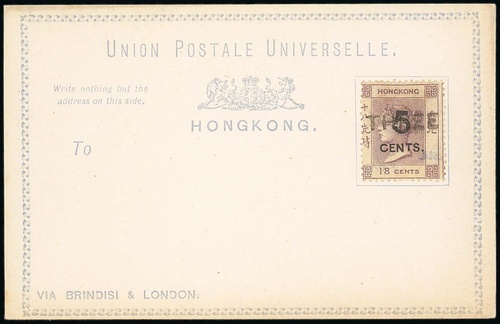 UNION POSTALE UNIVERSELLE.
Write nothing but the
address on this side,
HONGKONG.
To
HONGKONG
THREE
5
CENTS.
18 CENTS
VIA BRINDISI & LONDON.